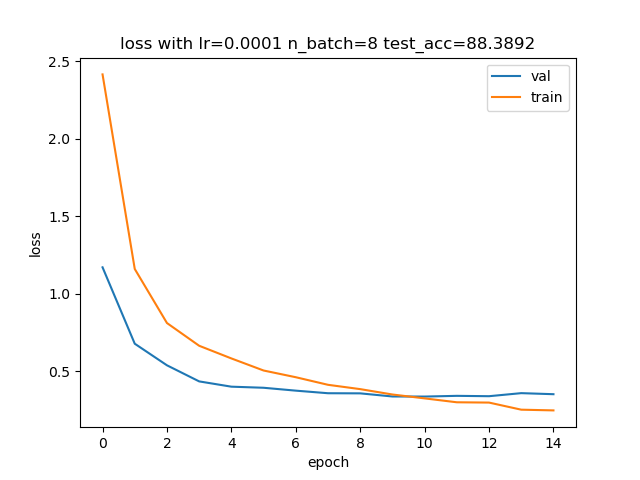 loss with lr=0.0001 n_batch=8 test_acc=88.3892
val
train
2.5
2.0
1.5
1.0
0.5
loss
0 2 4 6 8 10 12 14
epoch